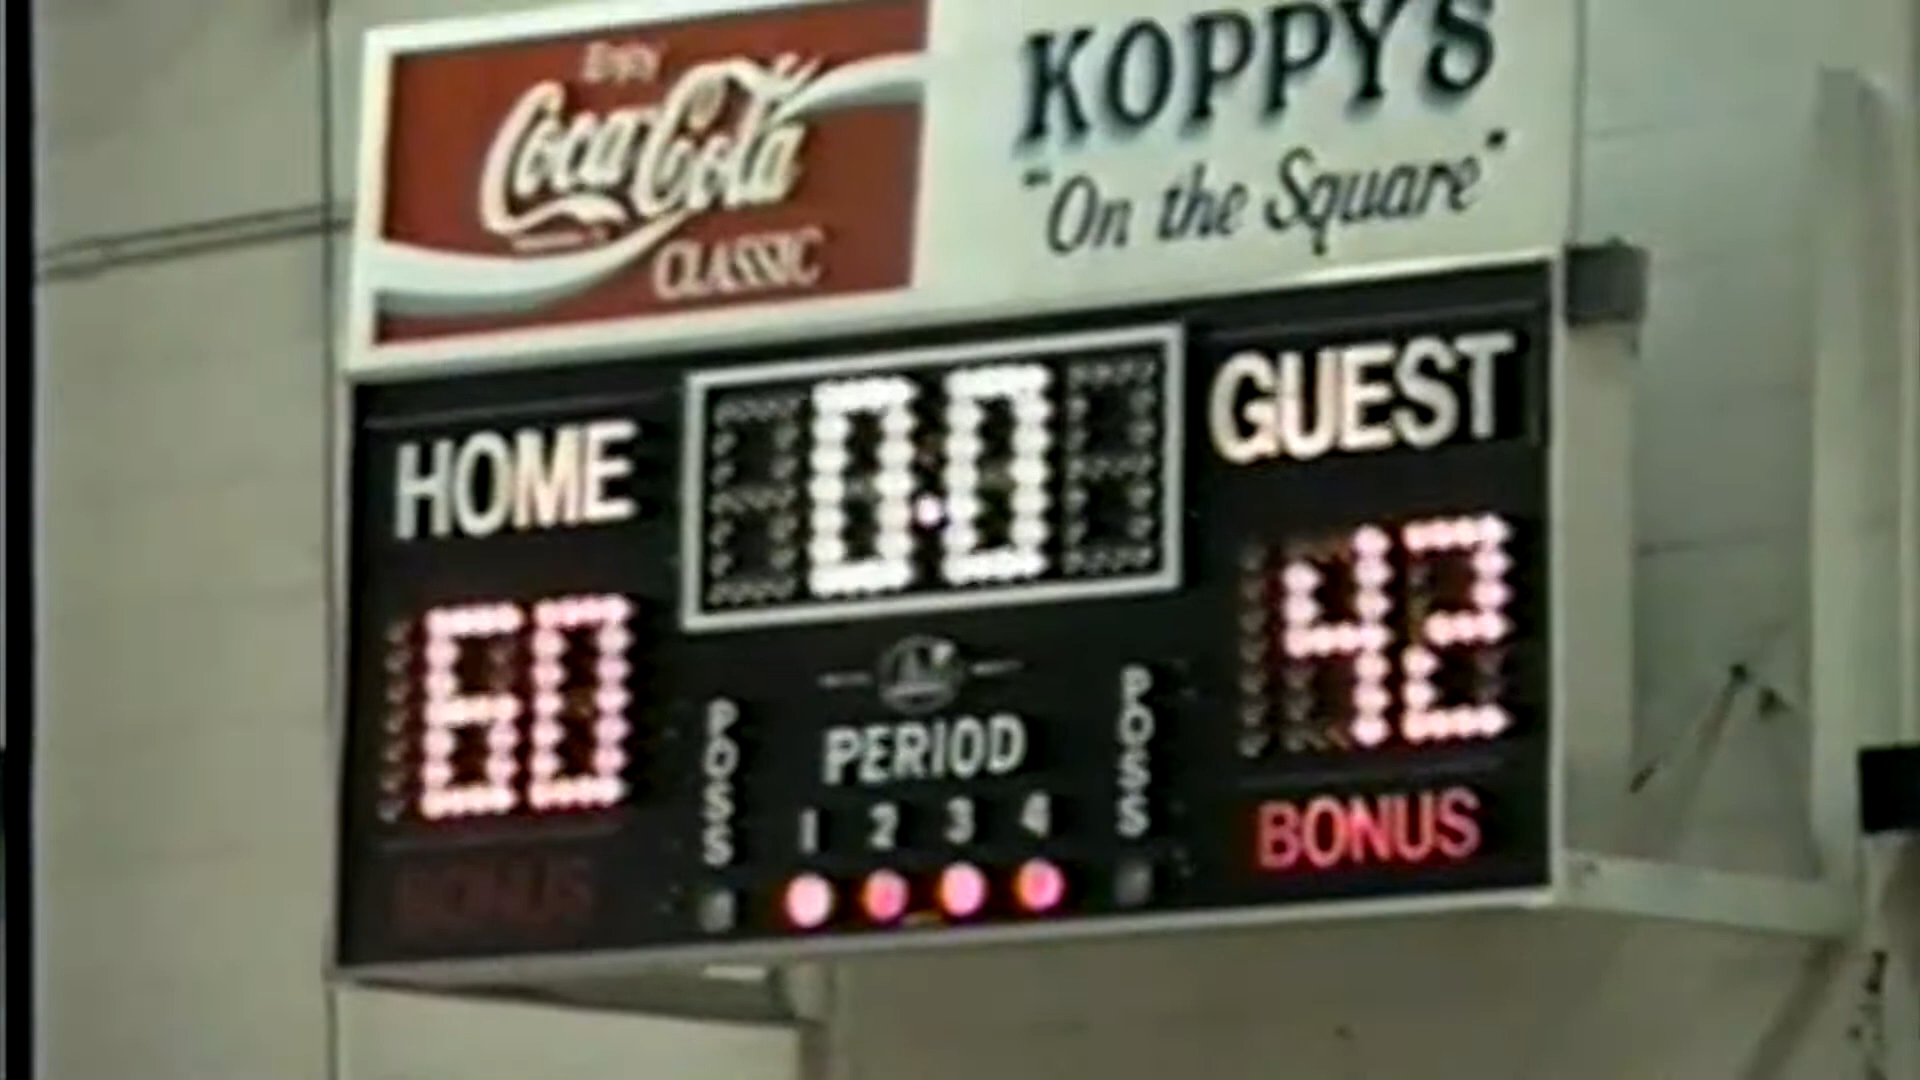 Enjoy
Coca-Cola
CLASSIC
KOPPY'S
"On the Square"
HOME
0.0
GUEST
60
42
POSS
PERIOD
POSS
1 2 3 4
BONUS
BONUS